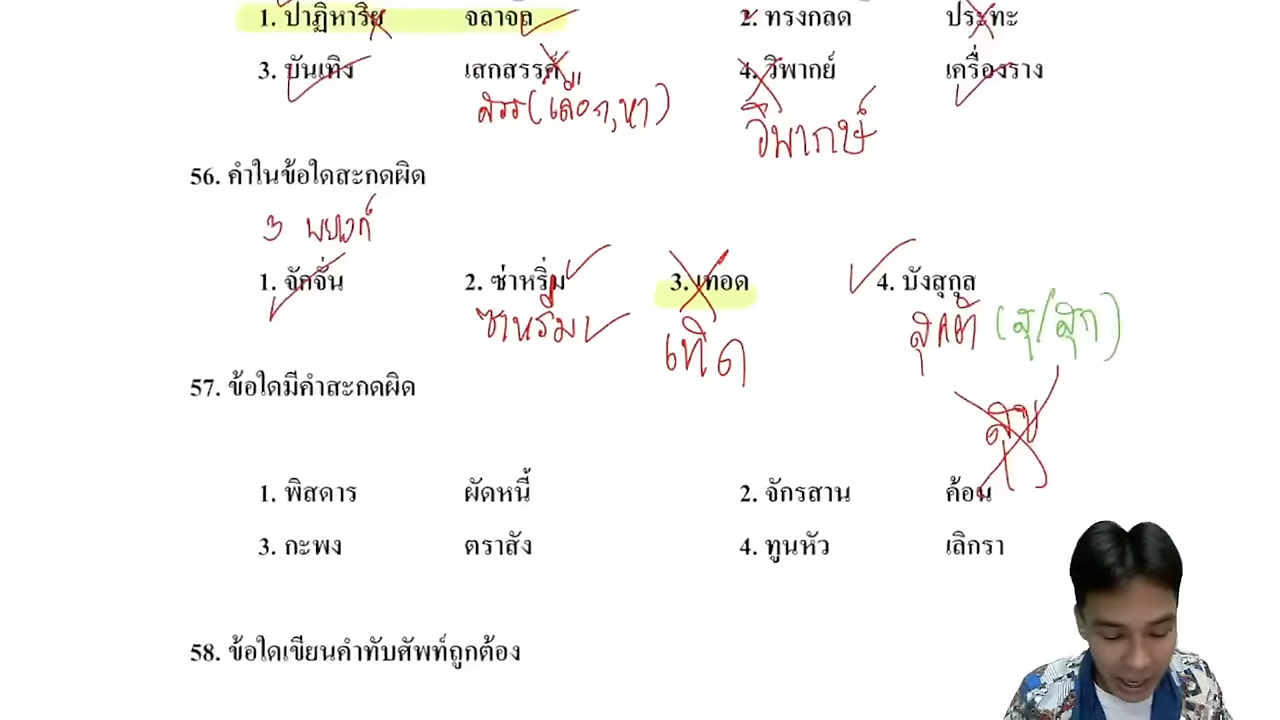 1. ปาฏิหาริย จลาจล 2. ทรงกลด ประทะ
3. บันเทิง เสกสรรค์ 4. วิพากย์ เครื่องราง
สรร(เลือก,หา) วิพากษ์
56. คำในข้อใดสะกดผิด
3 พยางค์
1. จักจั่น 2. ซ่าหริ่ม 3. เทอด 4. บังสุกุล
ซาหริ่ม เทิด
57. ข้อใดมีคำสะกดผิด
1. พิสดาร ผัดหนี้ 2. จักรสาน ค้อน
3. กะพง ตราสัง 4. ทูนหัว เลิกรา
58. ข้อใดเขียนคำทับศัพท์ถูกต้อง